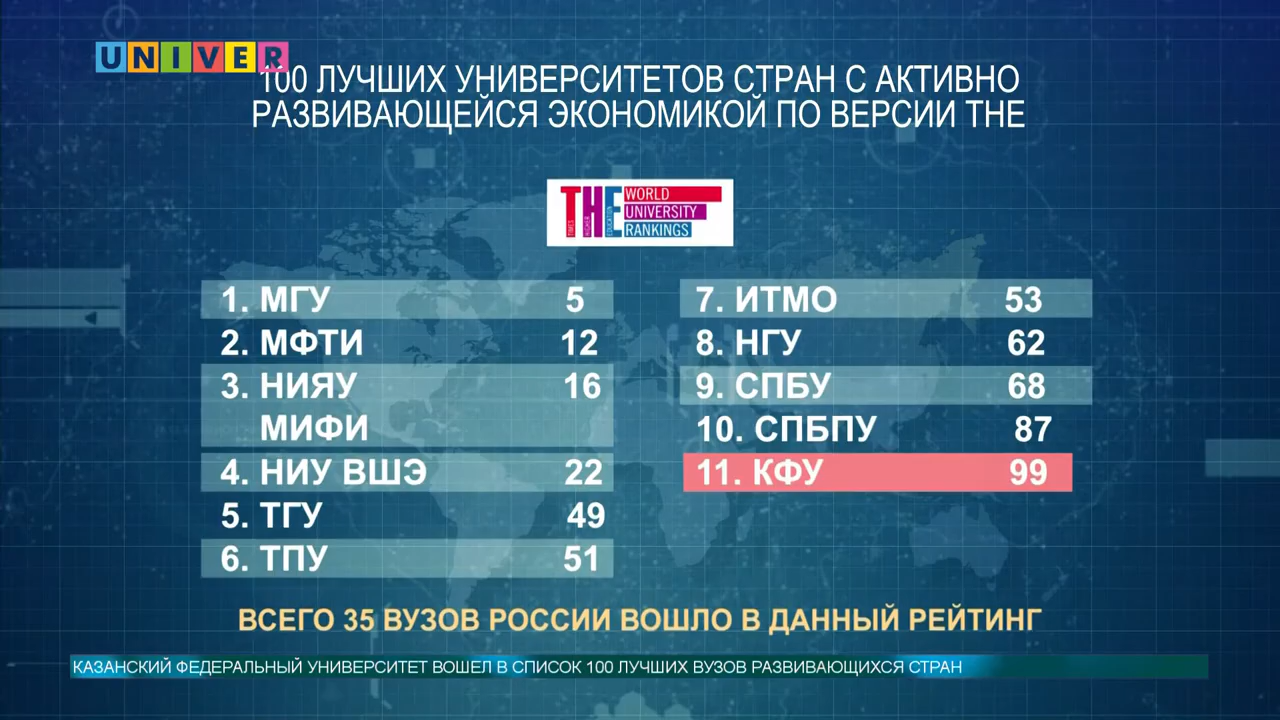 UNIVER
100 ЛУЧШИХ УНИВЕРСИТЕТОВ СТРАН С АКТИВНО
РАЗВИВАЮЩЕЙСЯ ЭКОНОМИКОЙ ПО ВЕРСИИ THE
THE WORLD
UNIVERSITY
RANKINGS
TIMES HIGHER EDUCATION
1. МГУ 5
2. МФТИ 12
3. НИЯУ 16
МИФИ
4. НИУ ВШЭ 22
5. ТГУ 49
6. ТПУ 51
7. ИТМО 53
8. НГУ 62
9. СПБУ 68
10. СПБПУ 87
11. КФУ 99
ВСЕГО 35 ВУЗОВ РОССИИ ВОШЛО В ДАННЫЙ РЕЙТИНГ
КАЗАНСКИЙ ФЕДЕРАЛЬНЫЙ УНИВЕРСИТЕТ ВОШЕЛ В СПИСОК 100 ЛУЧШИХ ВУЗОВ РАЗВИВАЮЩИХСЯ СТРАН